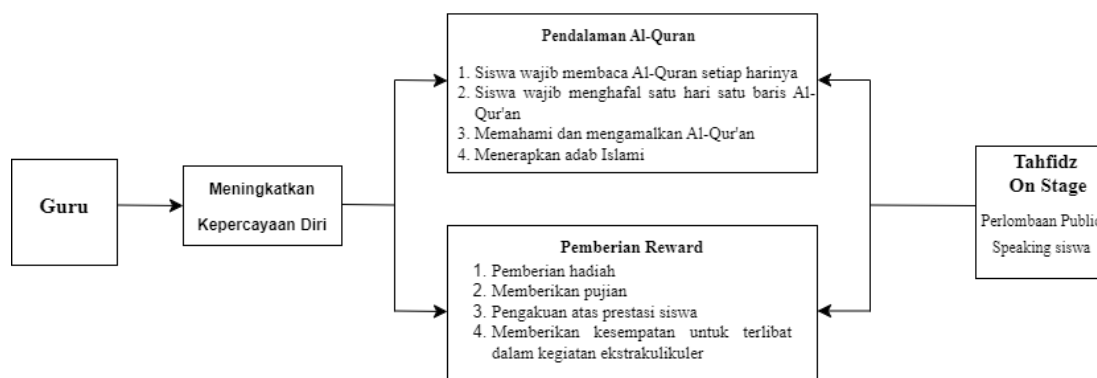 Guru
Meningkatkan
Kepercayaan Diri
Pendalaman Al-Quran
1. Siswa wajib membaca Al-Quran setiap harinya
2. Siswa wajib menghafal satu hari satu baris Al-
Qur'an
3. Memahami dan mengamalkan Al-Qur'an
4. Menerapkan adab Islami
Pemberian Reward
1. Pemberian hadiah
2. Memberikan pujian
3. Pengakuan atas prestasi siswa
4. Memberikan kesempatan untuk terlibat
dalam kegiatan ekstrakulikuler
Tahfidz
On Stage
Perlombaan Public
Speaking siswa